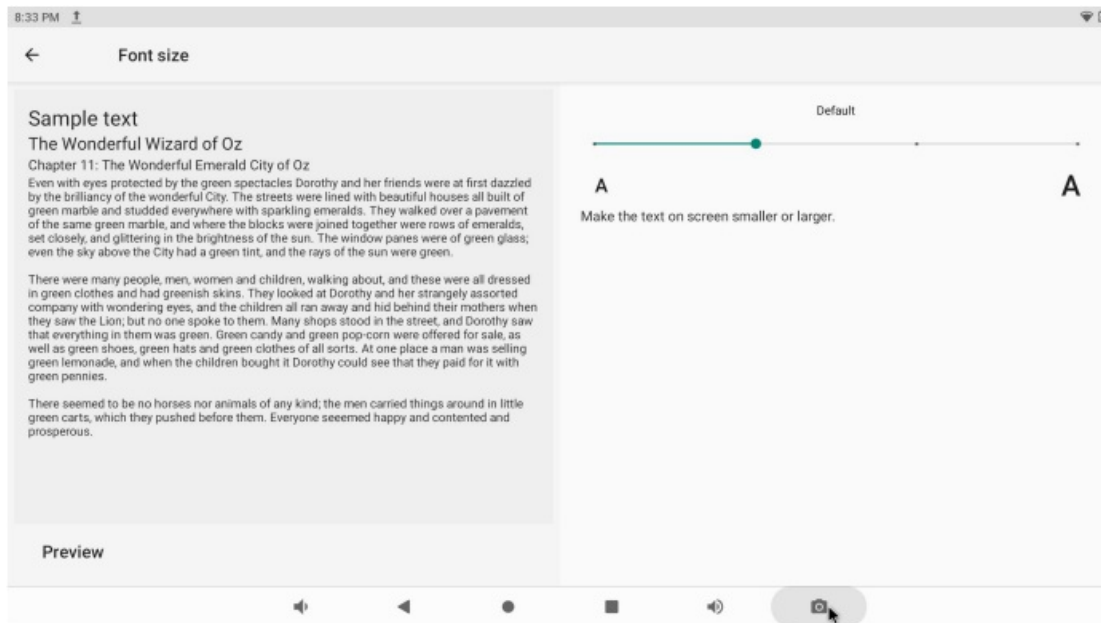 8:33 PM
Font size
Sample text
The Wonderful Wizard of Oz
Chapter 11: The Wonderful Emerald City of Oz
Even with eyes protected by the green spectacles Dorothy and her friends were at first dazzled
by the brilliancy of the wonderful City. The streets were lined with beautiful houses all built of
green marble and studded everywhere with sparkling emeralds. They walked over a pavement
of the same green marble, and where the blocks were joined together were rows of emeralds,
set closely, and glittering in the brightness of the sun. The window panes were of green glass;
even the sky above the City had a green tint, and the rays of the sun were green.
There were many people, men, women and children, walking about, and these were all dressed
in green clothes and had greenish skins. They looked at Dorothy and her strangely assorted
company with wondering eyes, and the children all ran away and hid behind their mothers when
they saw the Lion; but no one spoke to them. Many shops stood in the street, and Dorothy saw
that everything in them was green. Green candy and green pop-corn were offered for sale, as
well as green shoes, green hats and green clothes of all sorts. At one place a man was selling
green lemonade, and when the children bought it Dorothy could see that they paid for it with
green pennies.
There seemed to be no horses nor animals of any kind; the men carried things around in little
green carts, which they pushed before them. Everyone seeemed happy and contented and
prosperous.
Preview
Default
A A
Make the text on screen smaller or larger.